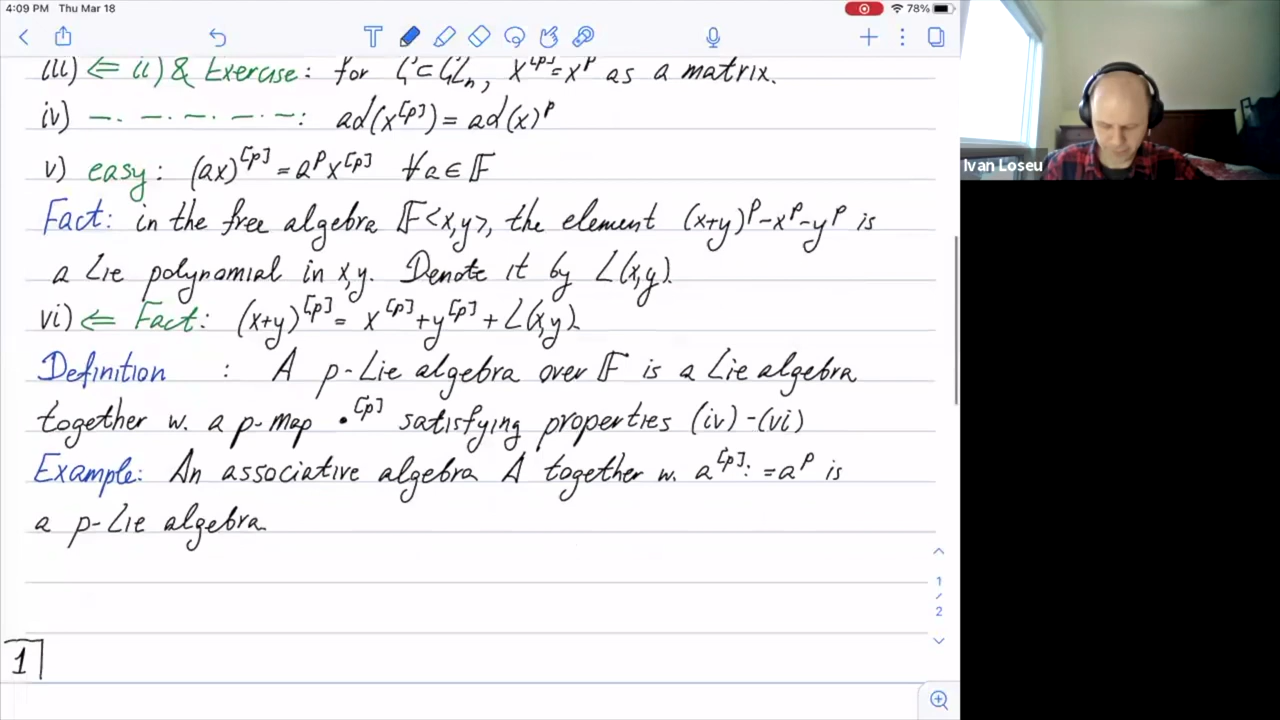 4:09 PM Thu Mar 18
78%
iii) ⇐ ii) & Exercise: for G ⊂ GL_n, x^[p] = x^p as a matrix.
iv) —.—.—.—.—: ad(x^[p]) = ad(x)^p
v) easy: (ax)^[p] = a^p x^[p] ∀a ∈ 𝔽
Fact: in the free algebra 𝔽<x,y>, the element (x+y)^p - x^p - y^p is
a Lie polynomial in x,y. Denote it by L(x,y).
vi) ⇐ Fact: (x+y)^[p] = x^[p] + y^[p] + L(x,y).
Definition : A p-Lie algebra over 𝔽 is a Lie algebra
together w. a p-map •^[p] satisfying properties (iv) - (vi)
Example: An associative algebra A together w. a^[p] := a^p is
a p-Lie algebra.
1
/
2
1
Ivan Loseu